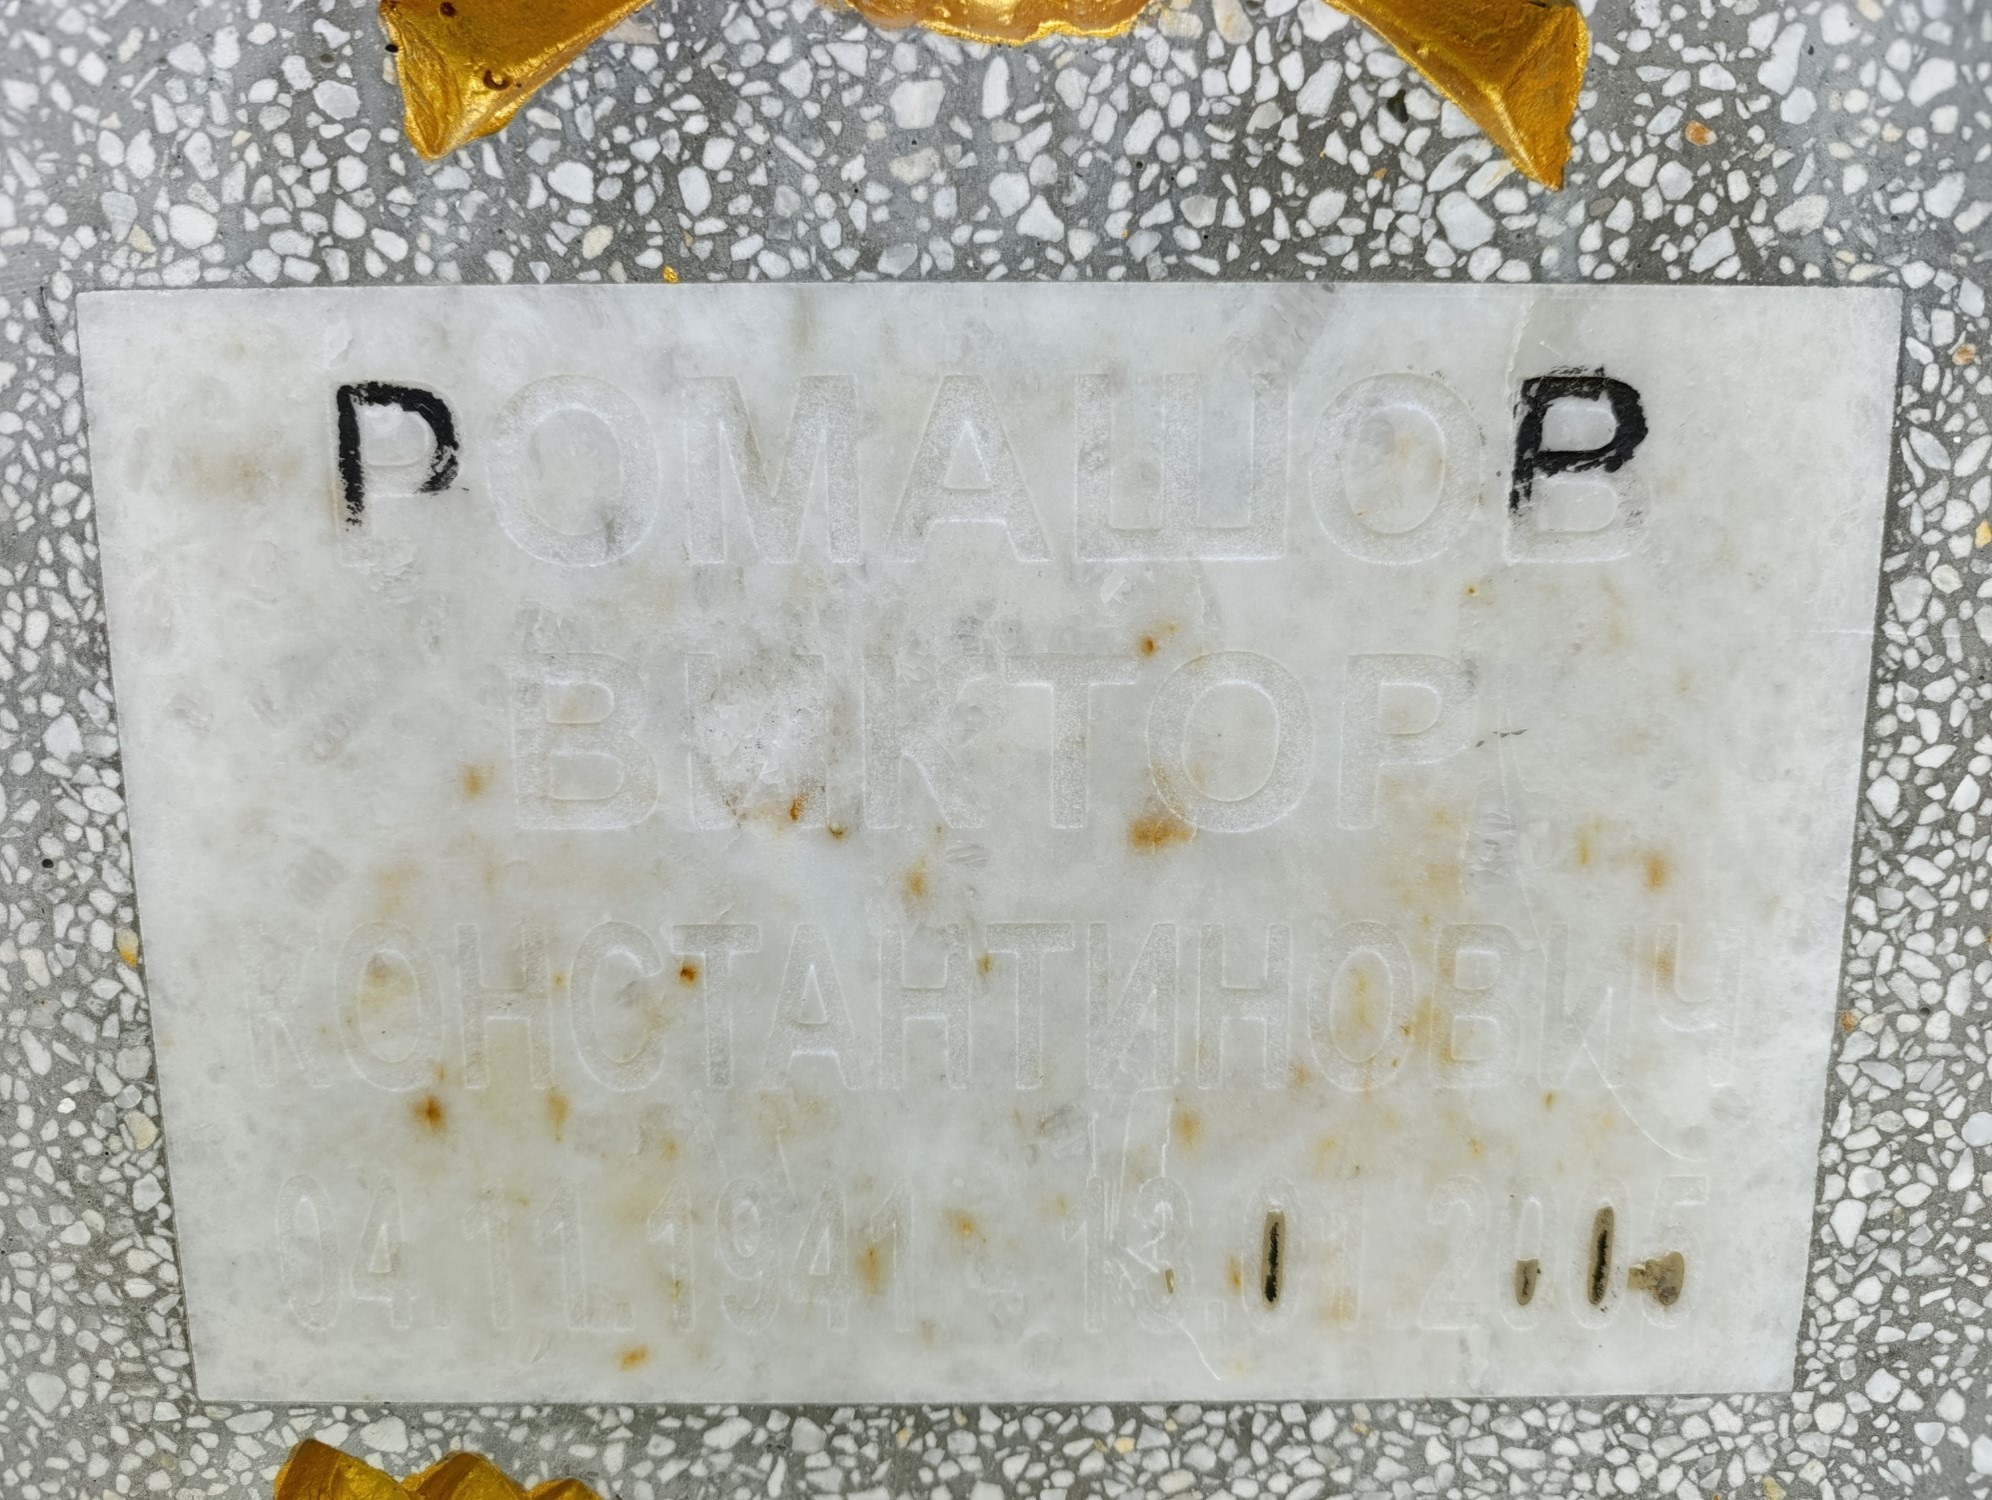 РОМАШОВ
ВИКТОР
КОНСТАНТИНОВИЧ
04.11.1941 - 13.01.2005